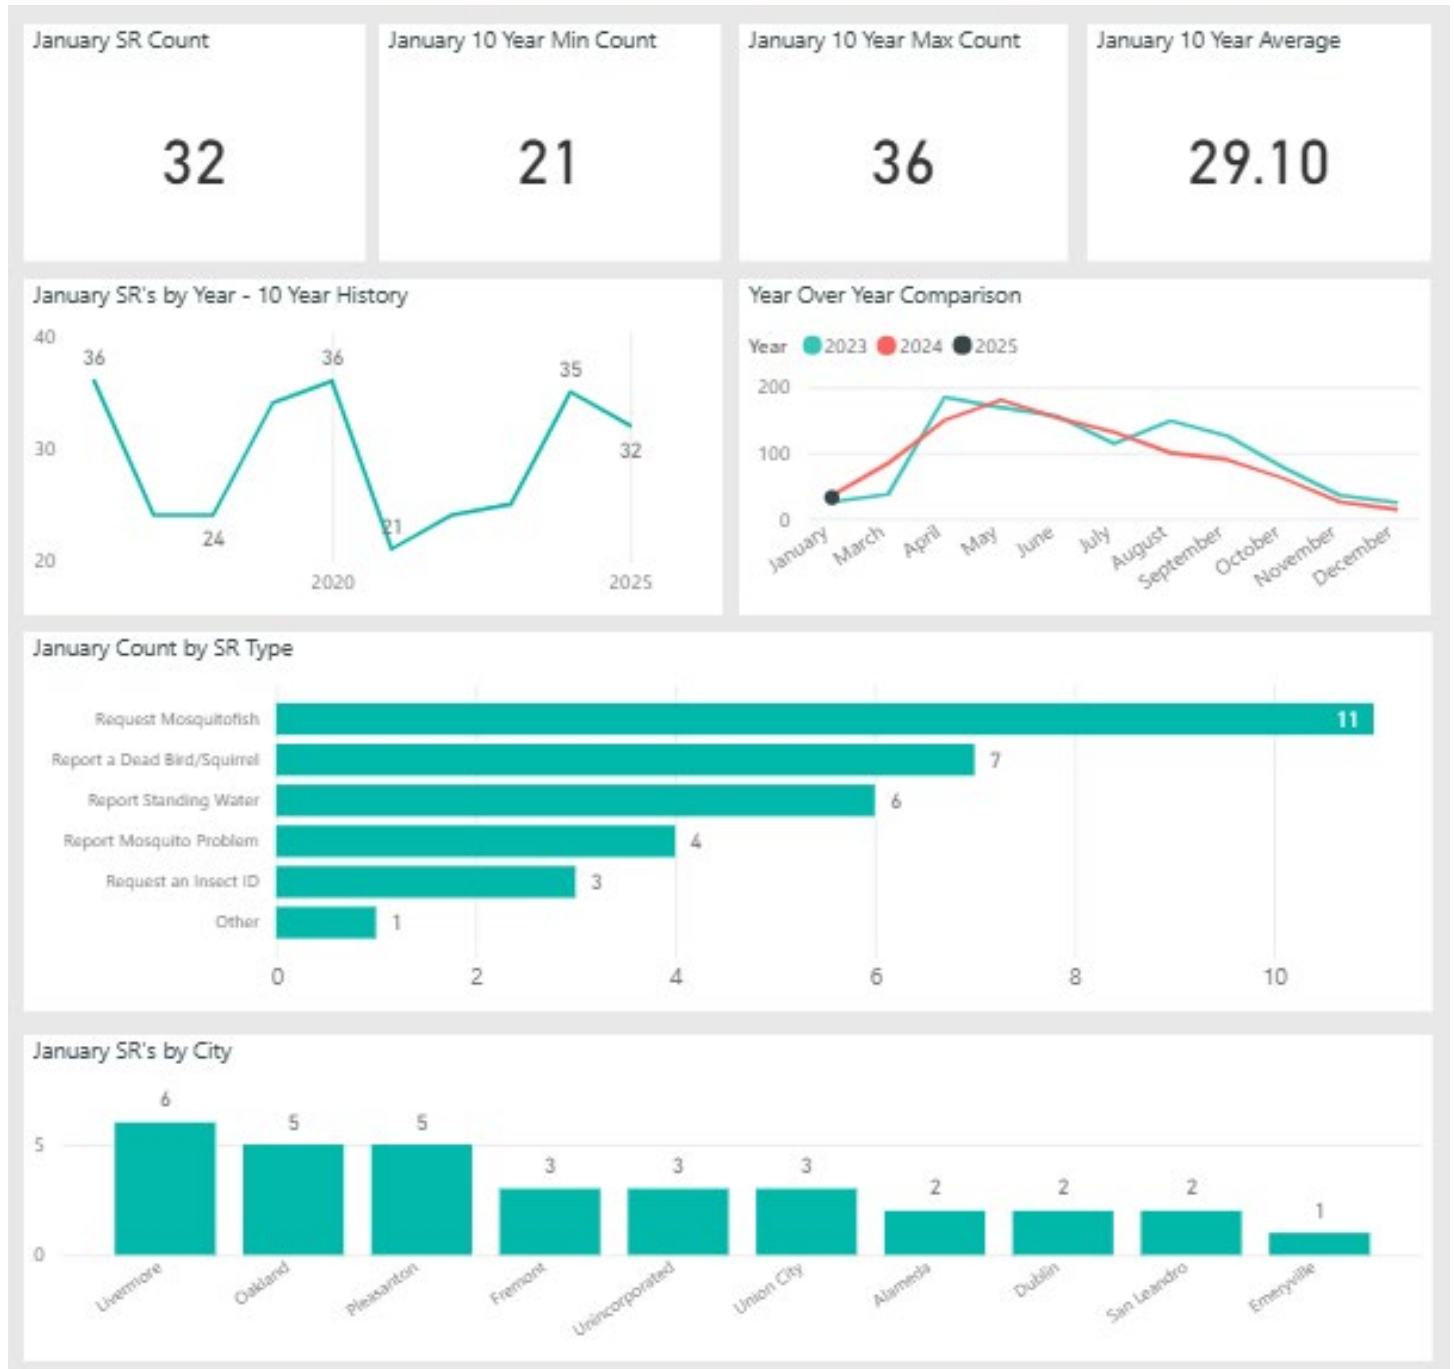 January SR Count
32
January 10 Year Min Count
21
January 10 Year Max Count
36
January 10 Year Average
29.10
January SR's by Year - 10 Year History
40
30
20
36
24
36
21
35
32
2020
2025
Year Over Year Comparison
Year 2023 2024 2025
200
100
0
January
March
April
May
June
July
August
September
October
November
December
January Count by SR Type
Request Mosquitofish
11
Report a Dead Bird/Squirrel
7
Report Standing Water
6
Report Mosquito Problem
4
Request an Insect ID
3
Other
1
0 2 4 6 8 10
January SR's by City
5
0
6
5
5
3
3
3
2
2
2
1
Livermore
Oakland
Pleasanton
Fremont
Unincorporated
Union City
Alameda
Dublin
San Leandro
Emeryville